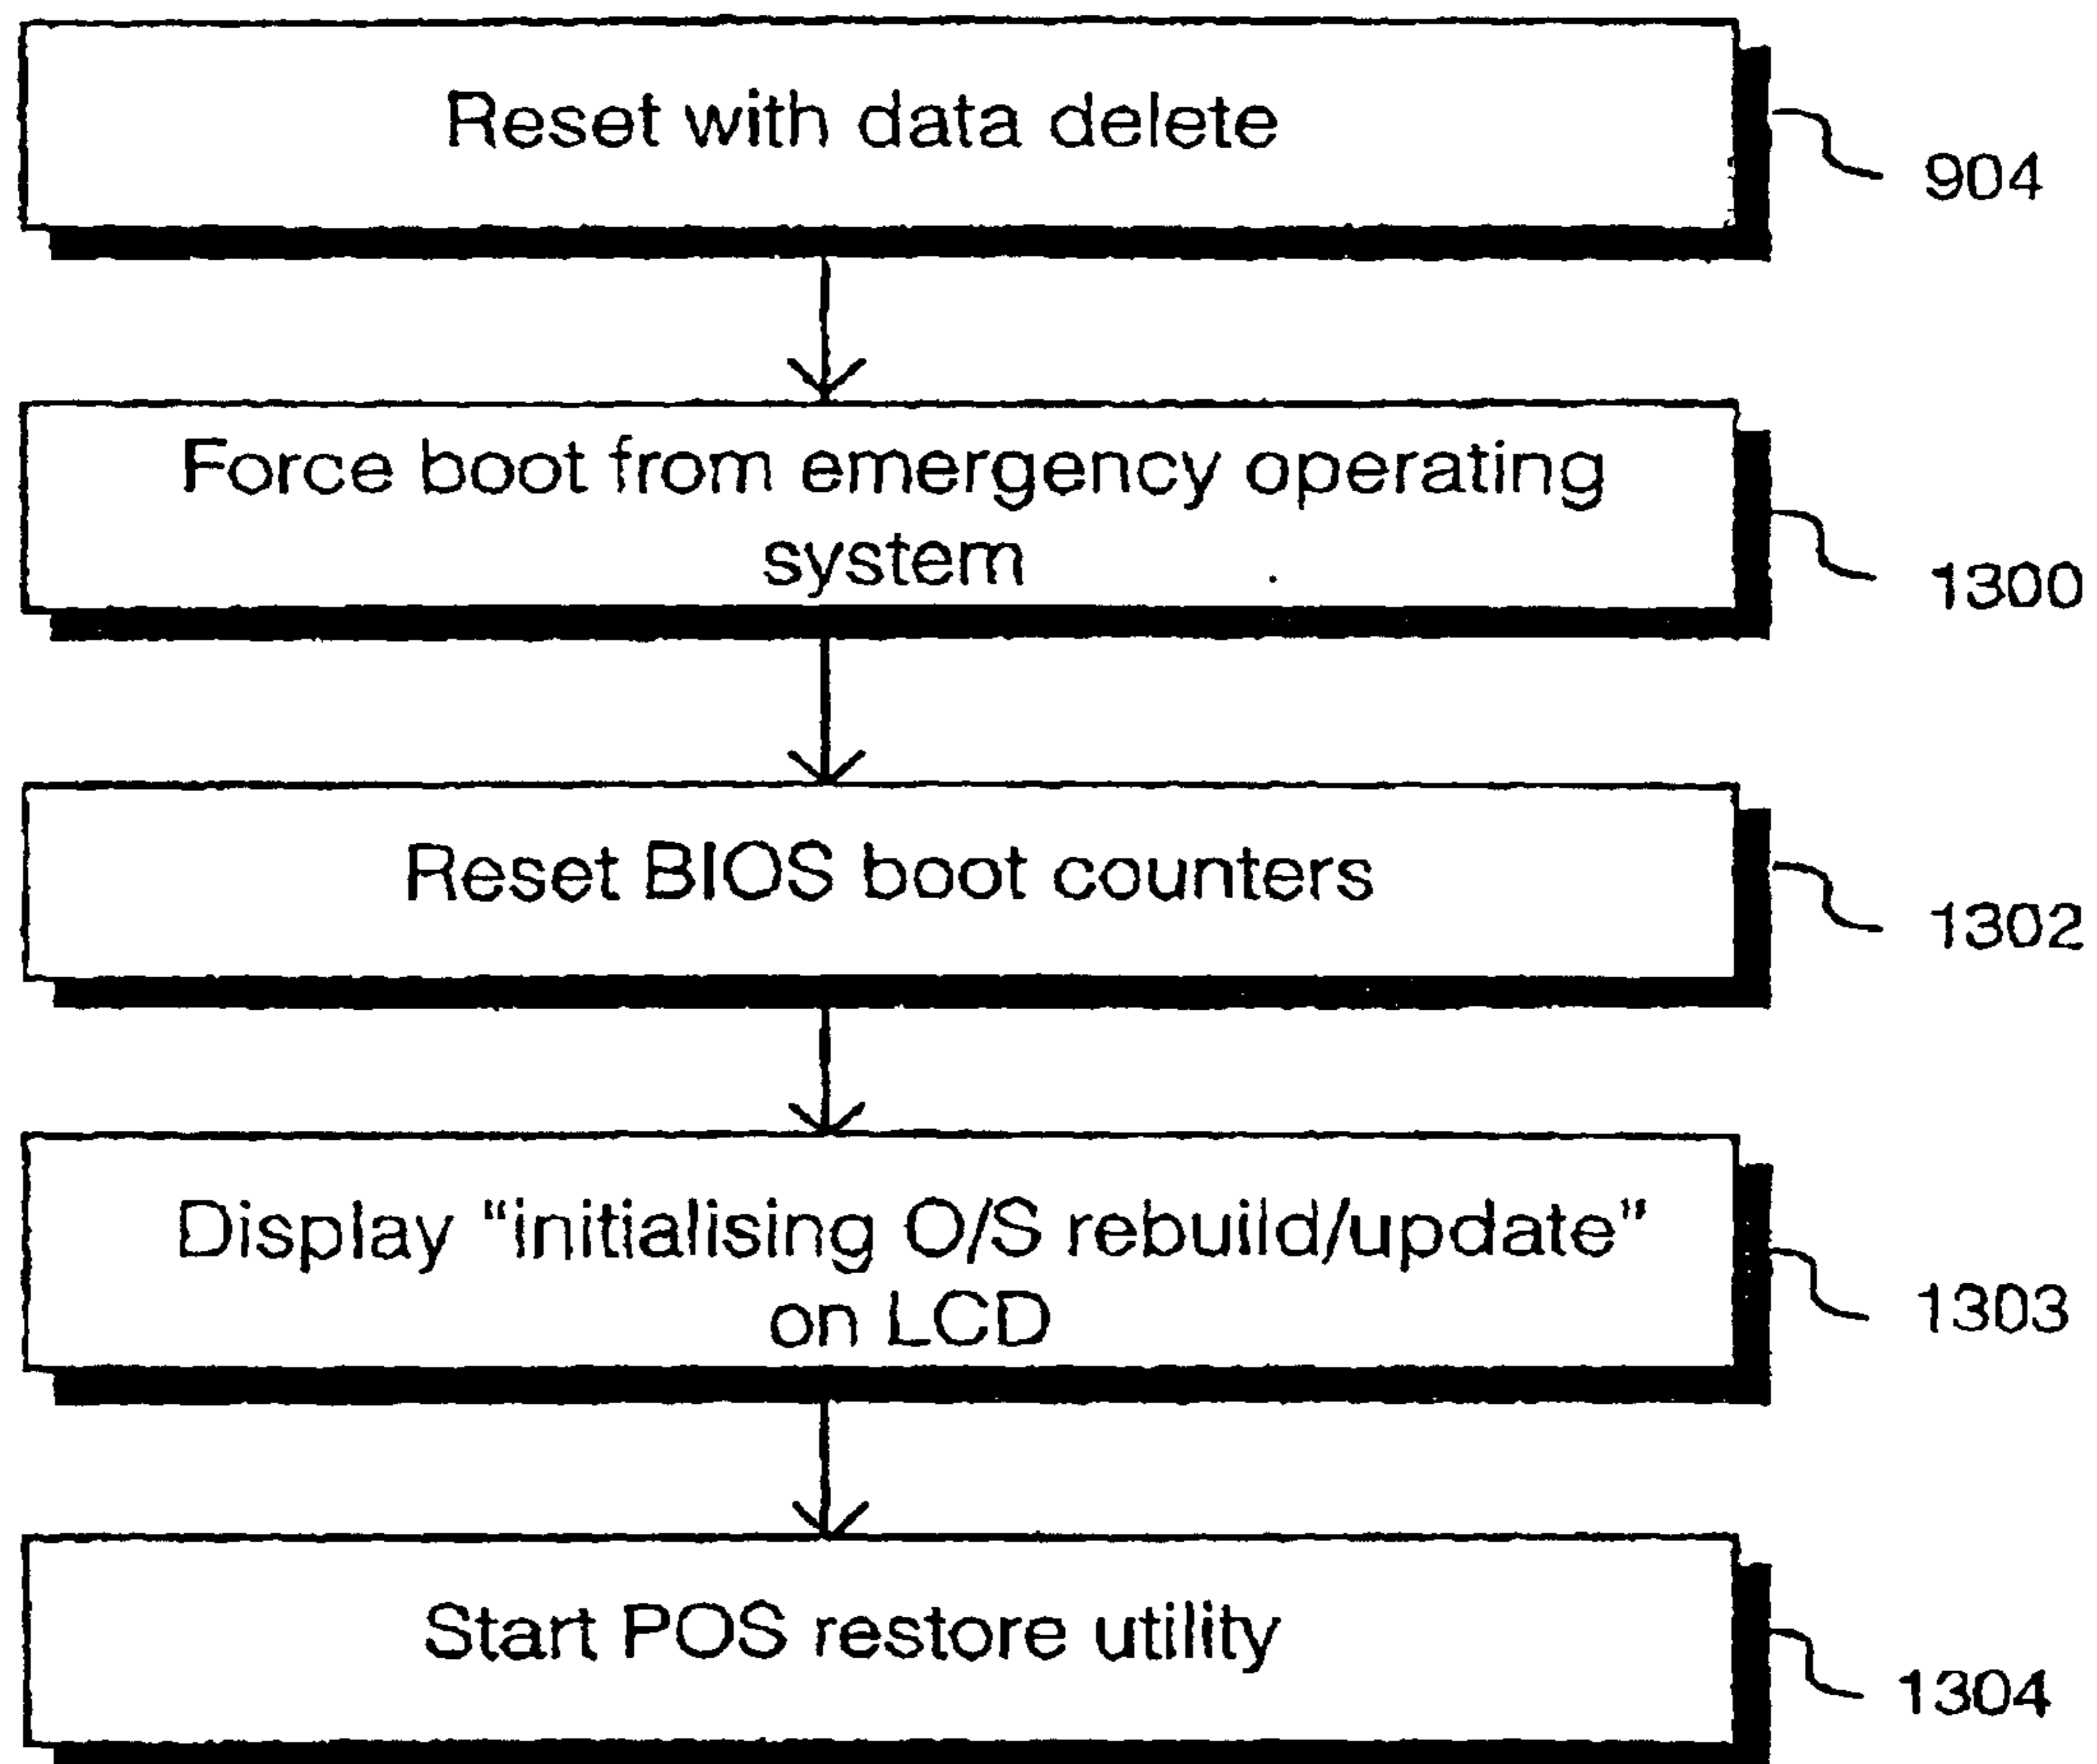 Reset with data delete
904
Force boot from emergency operating
system
1300
Reset BIOS boot counters
1302
Display “initialising O/S rebuild/update”
on LCD
1303
Start POS restore utility
1304